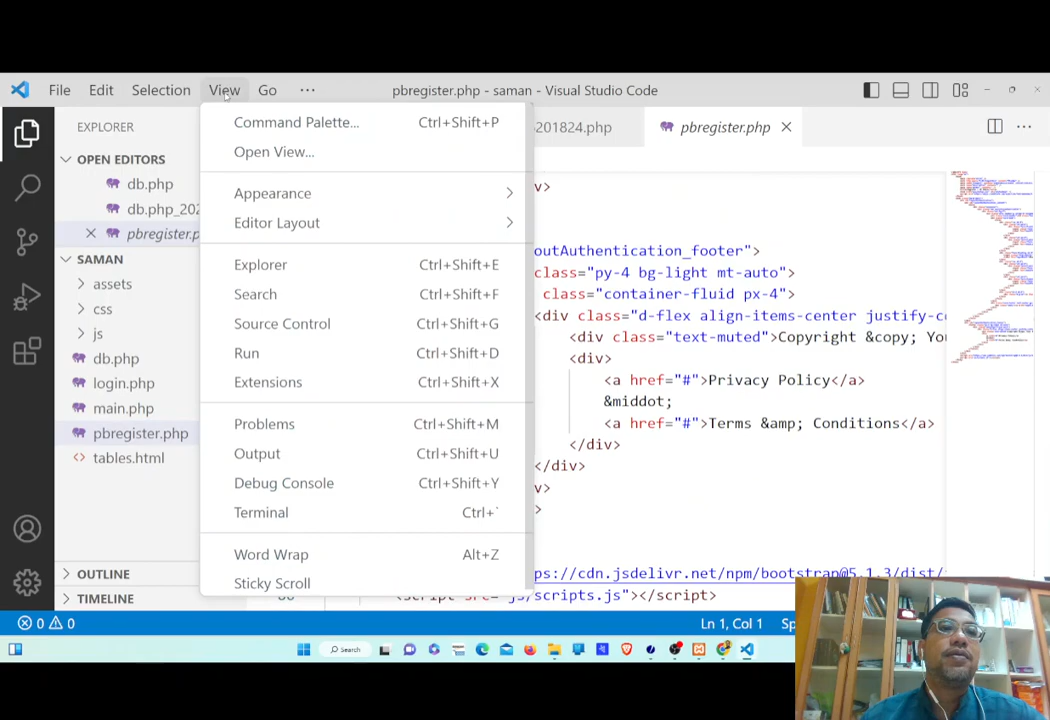 File Edit Selection View Go ··· pbregister.php - saman - Visual Studio Code
EXPLORER
201824.php
pbregister.php
OPEN EDITORS
db.php
db.php_202
pbregister.p
SAMAN
assets
css
js
db.php
login.php
main.php
pbregister.php
tables.html
OUTLINE
TIMELINE
Command Palette... Ctrl+Shift+P
Open View...
Appearance
Editor Layout
Explorer Ctrl+Shift+E
Search Ctrl+Shift+F
Source Control Ctrl+Shift+G
Run Ctrl+Shift+D
Extensions Ctrl+Shift+X
Problems Ctrl+Shift+M
Output Ctrl+Shift+U
Debug Console Ctrl+Shift+Y
Terminal Ctrl+`
Word Wrap Alt+Z
Sticky Scroll
v>
outAuthentication_footer">
class="py-4 bg-light mt-auto">
class="container-fluid px-4">
<div class="d-flex align-items-center justify-co
<div class="text-muted">Copyright &copy; You
<div>
<a href="#">Privacy Policy</a>
&middot;
<a href="#">Terms &amp; Conditions</a>
</div>
</div>
v>
>
ps://cdn.jsdelivr.net/npm/bootstrap@5.1.3/dist/
<script src="js/scripts.js"></script>
0 0
Ln 1, Col 1 Sp
Search